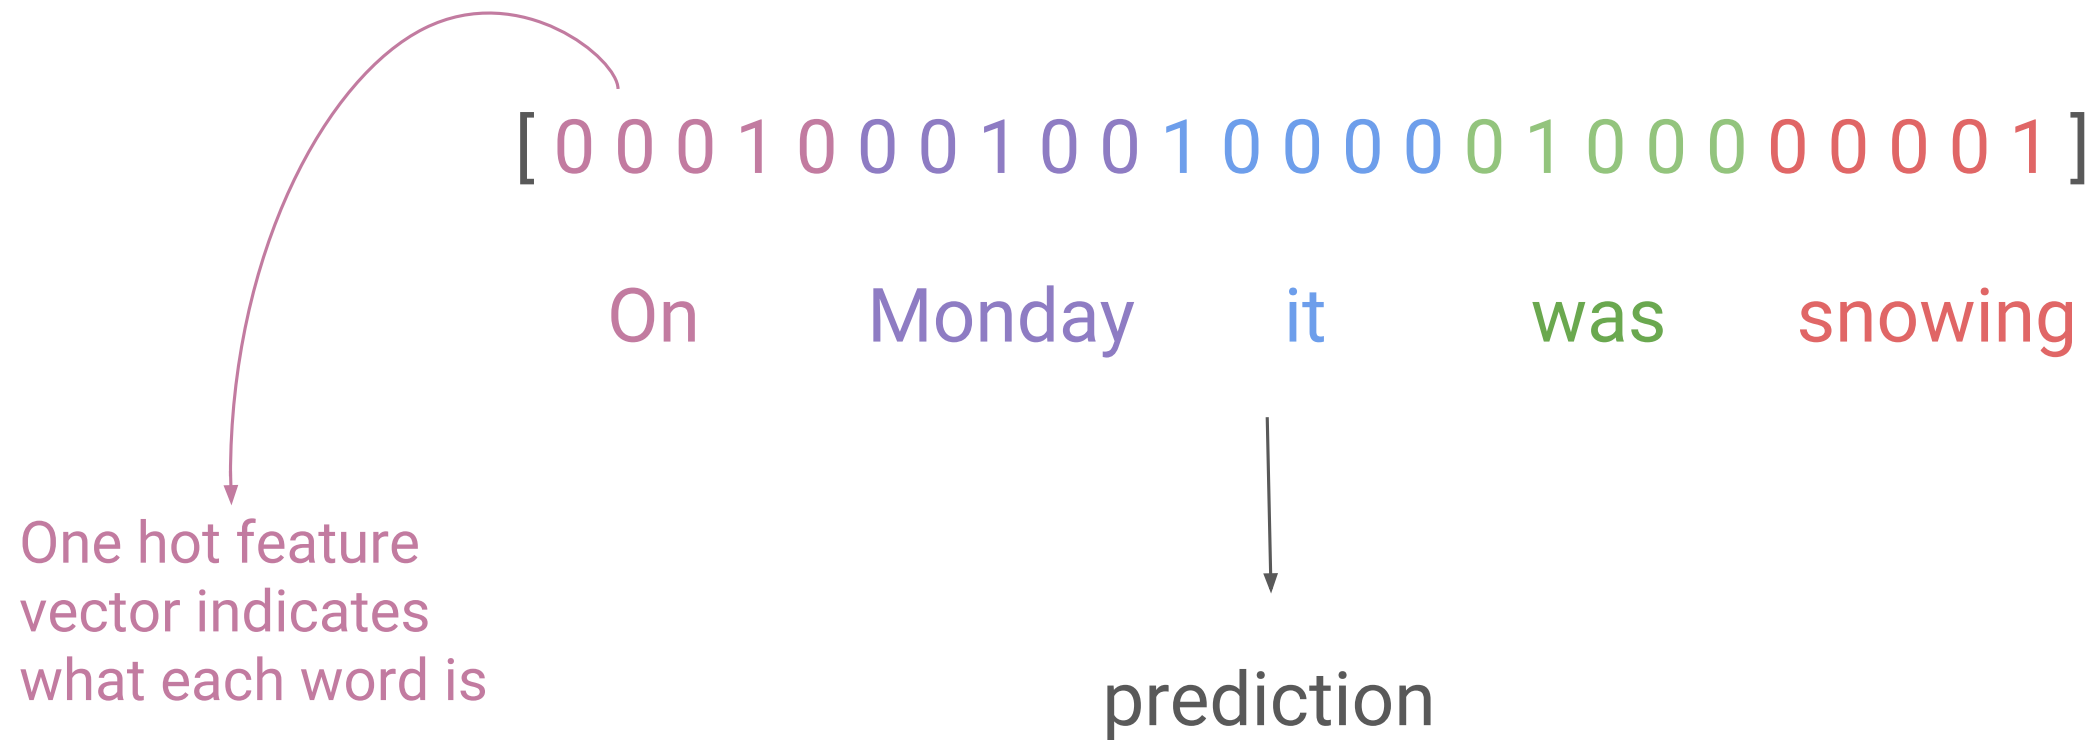 [ 0 0 0 1 0 0 0 1 0 0 1 0 0 0 0 0 1 0 0 0 0 0 0 0 1 ]
On Monday it was snowing
One hot feature
vector indicates
what each word is
prediction